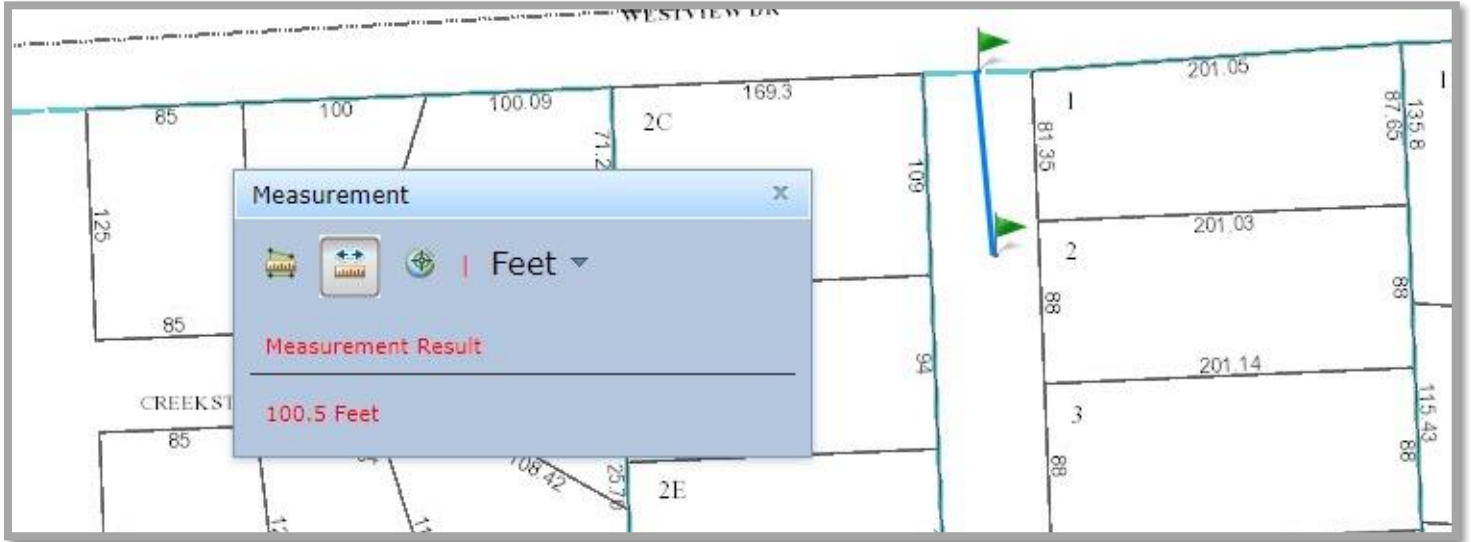 WESTVIEW DR
201.05
169.3
100.09
100
85
1
1
87.65
135.8
2C
71.2
81.35
109
Measurement
x
125
201.03
2
| Feet
88
88
85
Measurement Result
94
201.14
CREEKST
100.5 Feet
3
115.43
85
88
88
108.42
2E